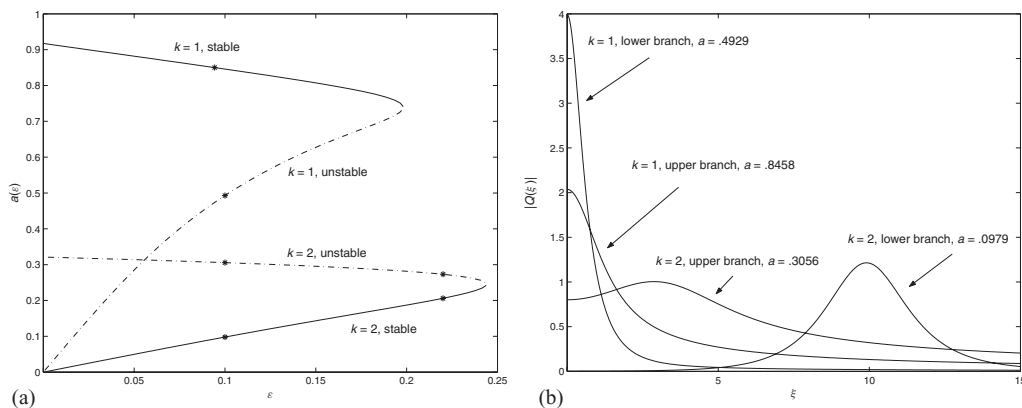 1
0.9
0.8
0.7
0.6
0.5
0.4
0.3
0.2
0.1
0
a(ε)
k = 1, stable
k = 1, unstable
k = 2, unstable
k = 2, stable
0.05
0.1
0.15
0.2
0.25
ε
(a)
4
3.5
3
2.5
2
1.5
1
0.5
0
|Q(ξ)|
k = 1, lower branch, a = .4929
k = 1, upper branch, a = .8458
k = 2, lower branch, a = .0979
k = 2, upper branch, a = .3056
5
10
15
ξ
(b)